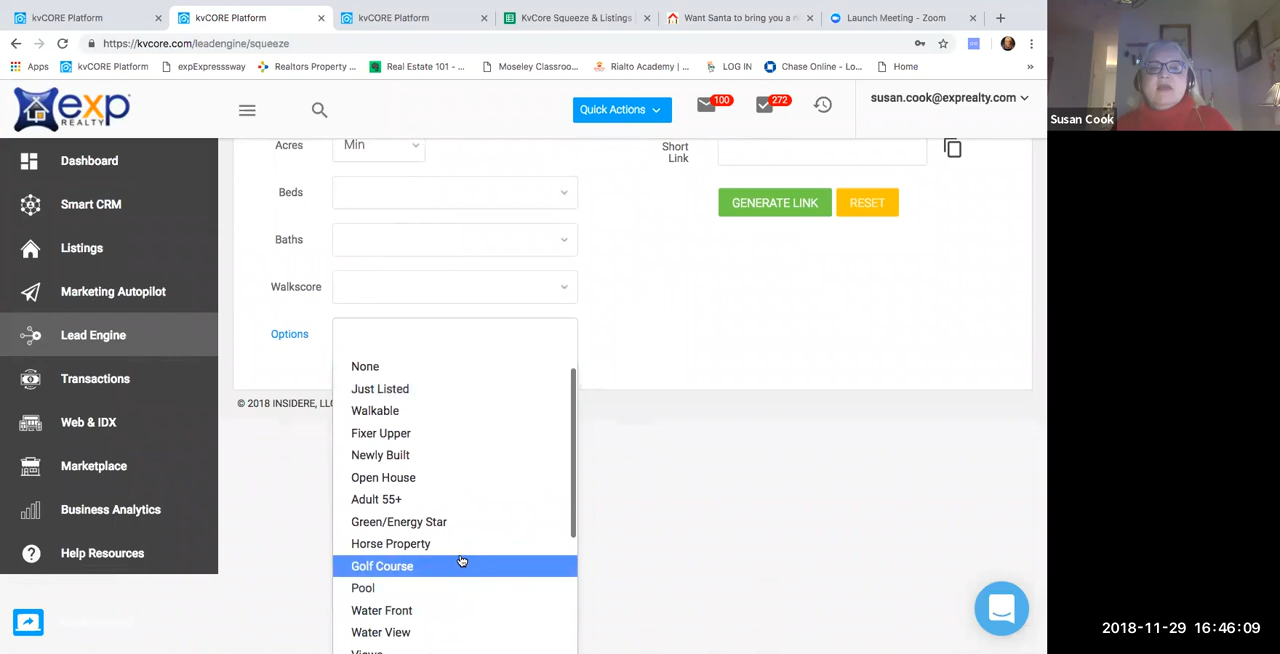 kvCORE Platform
kvCORE Platform
kvCORE Platform
KvCore Squeeze & Listings
Want Santa to bring you a n
Launch Meeting - Zoom
https://kvcore.com/leadengine/squeeze
Apps
kvCORE Platform
expExpresssway
Realtors Property ...
Real Estate 101 - ...
Moseley Classroo...
Rialto Academy | ...
LOG IN
Chase Online - Lo...
Home
»
exp
REALTY
Quick Actions
100
272
susan.cook@exprealty.com
Susan Cook
Dashboard
Smart CRM
Listings
Marketing Autopilot
Lead Engine
Transactions
Web & IDX
Marketplace
Business Analytics
Help Resources
Acres
Min
Beds
Baths
Walkscore
Options
Short
Link
GENERATE LINK
RESET
None
Just Listed
Walkable
Fixer Upper
Newly Built
Open House
Adult 55+
Green/Energy Star
Horse Property
Golf Course
Pool
Water Front
Water View
Views
© 2018 INSIDERE, LLC
2018-11-29 16:46:09